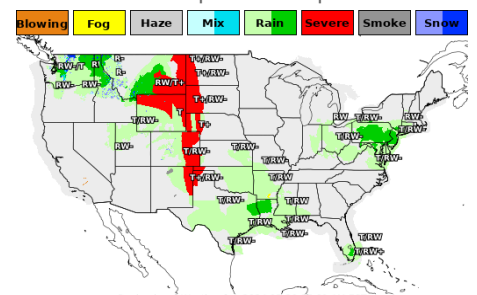 Blowing Fog Haze Mix Rain Severe Smoke Snow
R-
RW-/T R- T+/RW-
R- T+/RW-
RW- RW- RW/T+
T+/RW-
T
T/RW- T+ RW T/RW- RW
T/RW- T/RW-
RW- T/RW- T/RW-
T/RW-
T+/RW- T/RW
T/RW- T/RW
T/RW T/RW
T/RW- T/RW- T/RW
T/RW- T/RW+